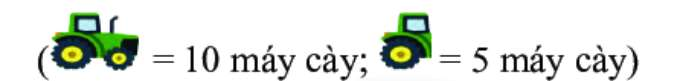 ( = 10 máy cày; = 5 máy cày)